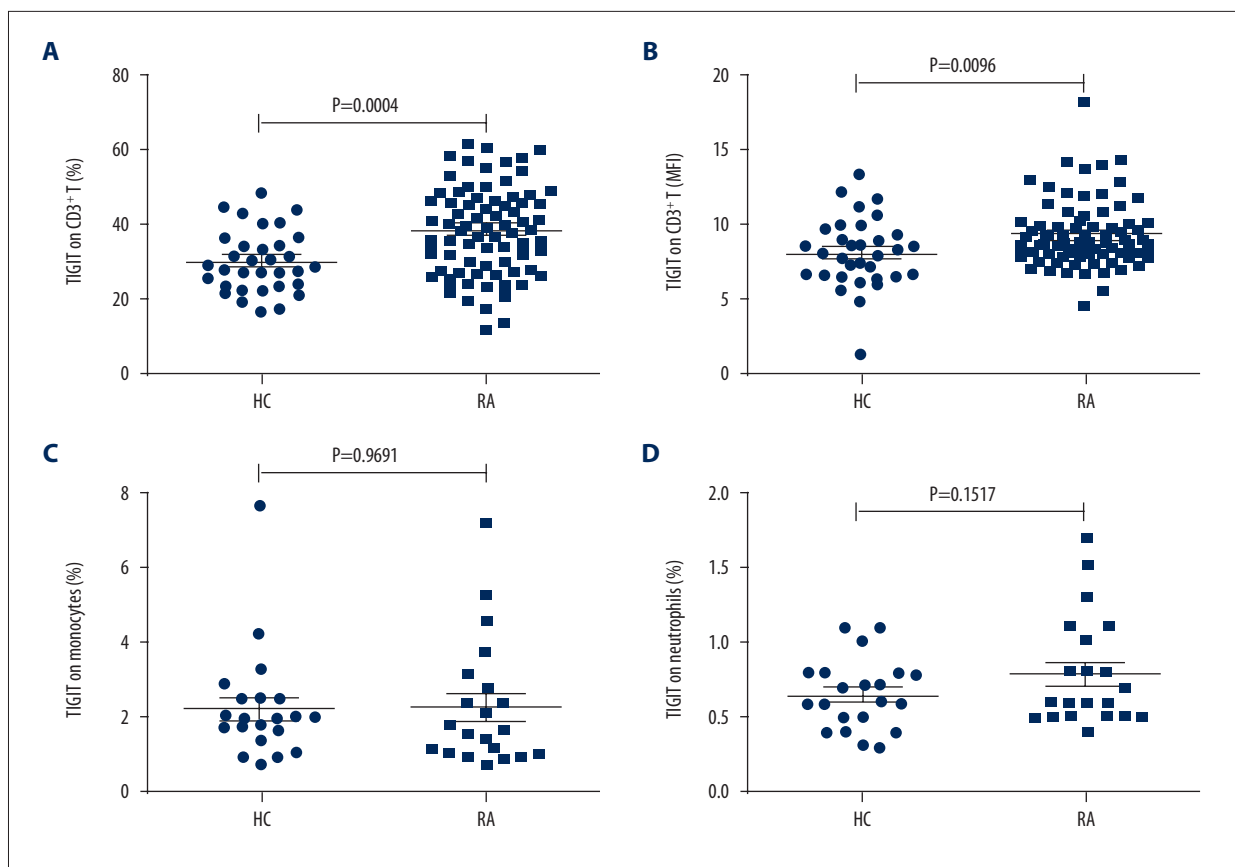 A
TIGIT on CD3⁺ T (%)
80
60
40
20
0
P=0.0004
HC
RA
B
TIGIT on CD3⁺ T (MFI)
20
15
10
5
0
P=0.0096
HC
RA
C
TIGIT on monocytes (%)
8
6
4
2
0
P=0.9691
HC
RA
D
TIGIT on neutrophils (%)
2.0
1.5
1.0
0.5
0.0
P=0.1517
HC
RA